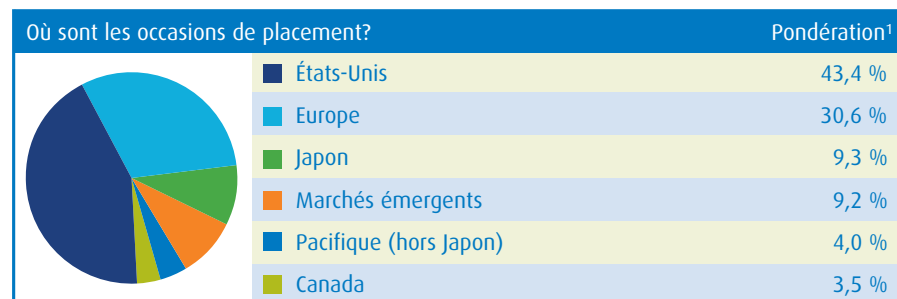 Où sont les occasions de placement? Pondération¹
États-Unis 43,4 %
Europe 30,6 %
Japon 9,3 %
Marchés émergents 9,2 %
Pacifique (hors Japon) 4,0 %
Canada 3,5 %